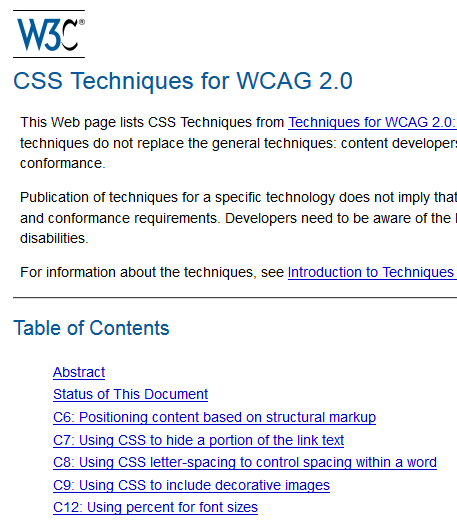 W3C®
CSS Techniques for WCAG 2.0
This Web page lists CSS Techniques from Techniques for WCAG 2.0:
techniques do not replace the general techniques: content developers
conformance.
Publication of techniques for a specific technology does not imply that
and conformance requirements. Developers need to be aware of the
disabilities.
For information about the techniques, see Introduction to Techniques
Table of Contents
Abstract
Status of This Document
C6: Positioning content based on structural markup
C7: Using CSS to hide a portion of the link text
C8: Using CSS letter-spacing to control spacing within a word
C9: Using CSS to include decorative images
C12: Using percent for font sizes